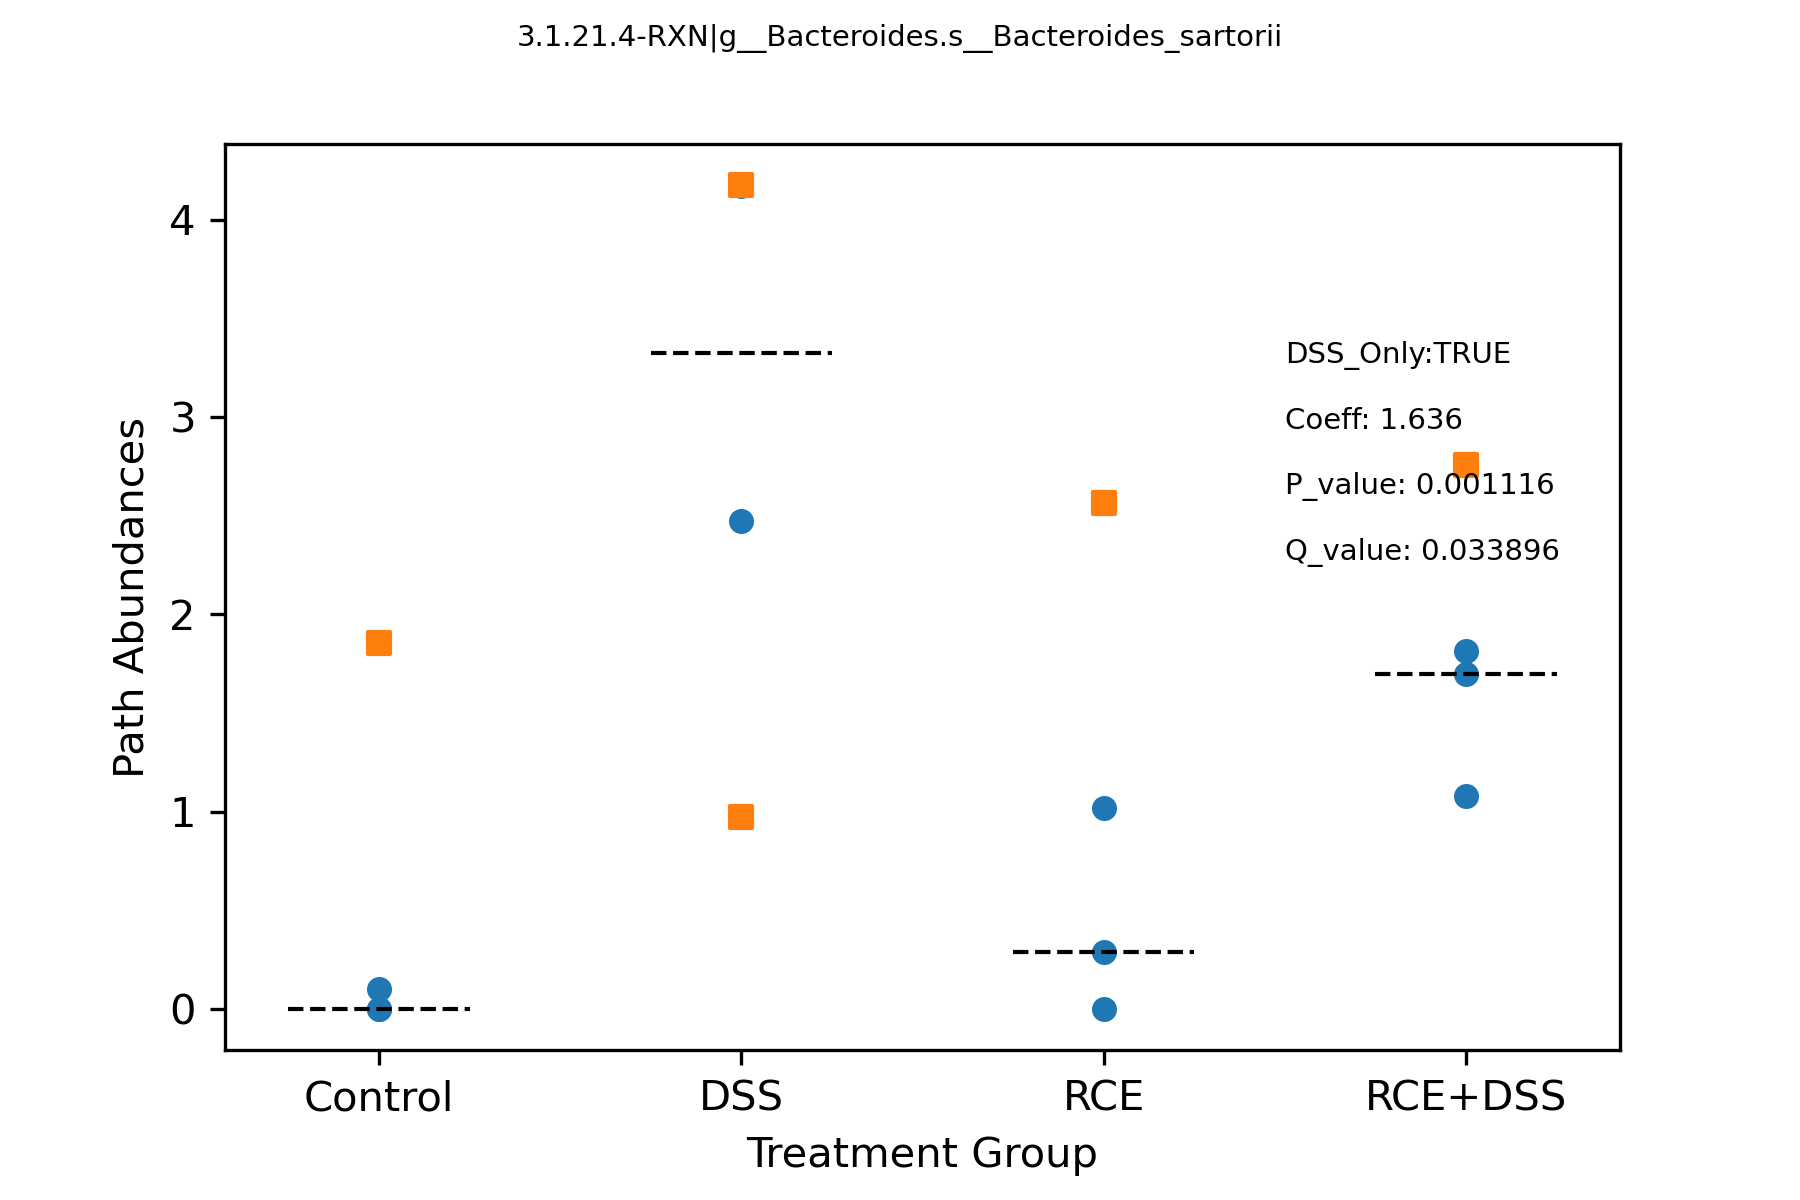 3.1.21.4-RXN|g__Bacteroides.s__Bacteroides_sartorii
4
3
2
1
0
Path Abundances
DSS_Only:TRUE
Coeff: 1.636
P_value: 0.001116
Q_value: 0.033896
Control
DSS
RCE
RCE+DSS
Treatment Group